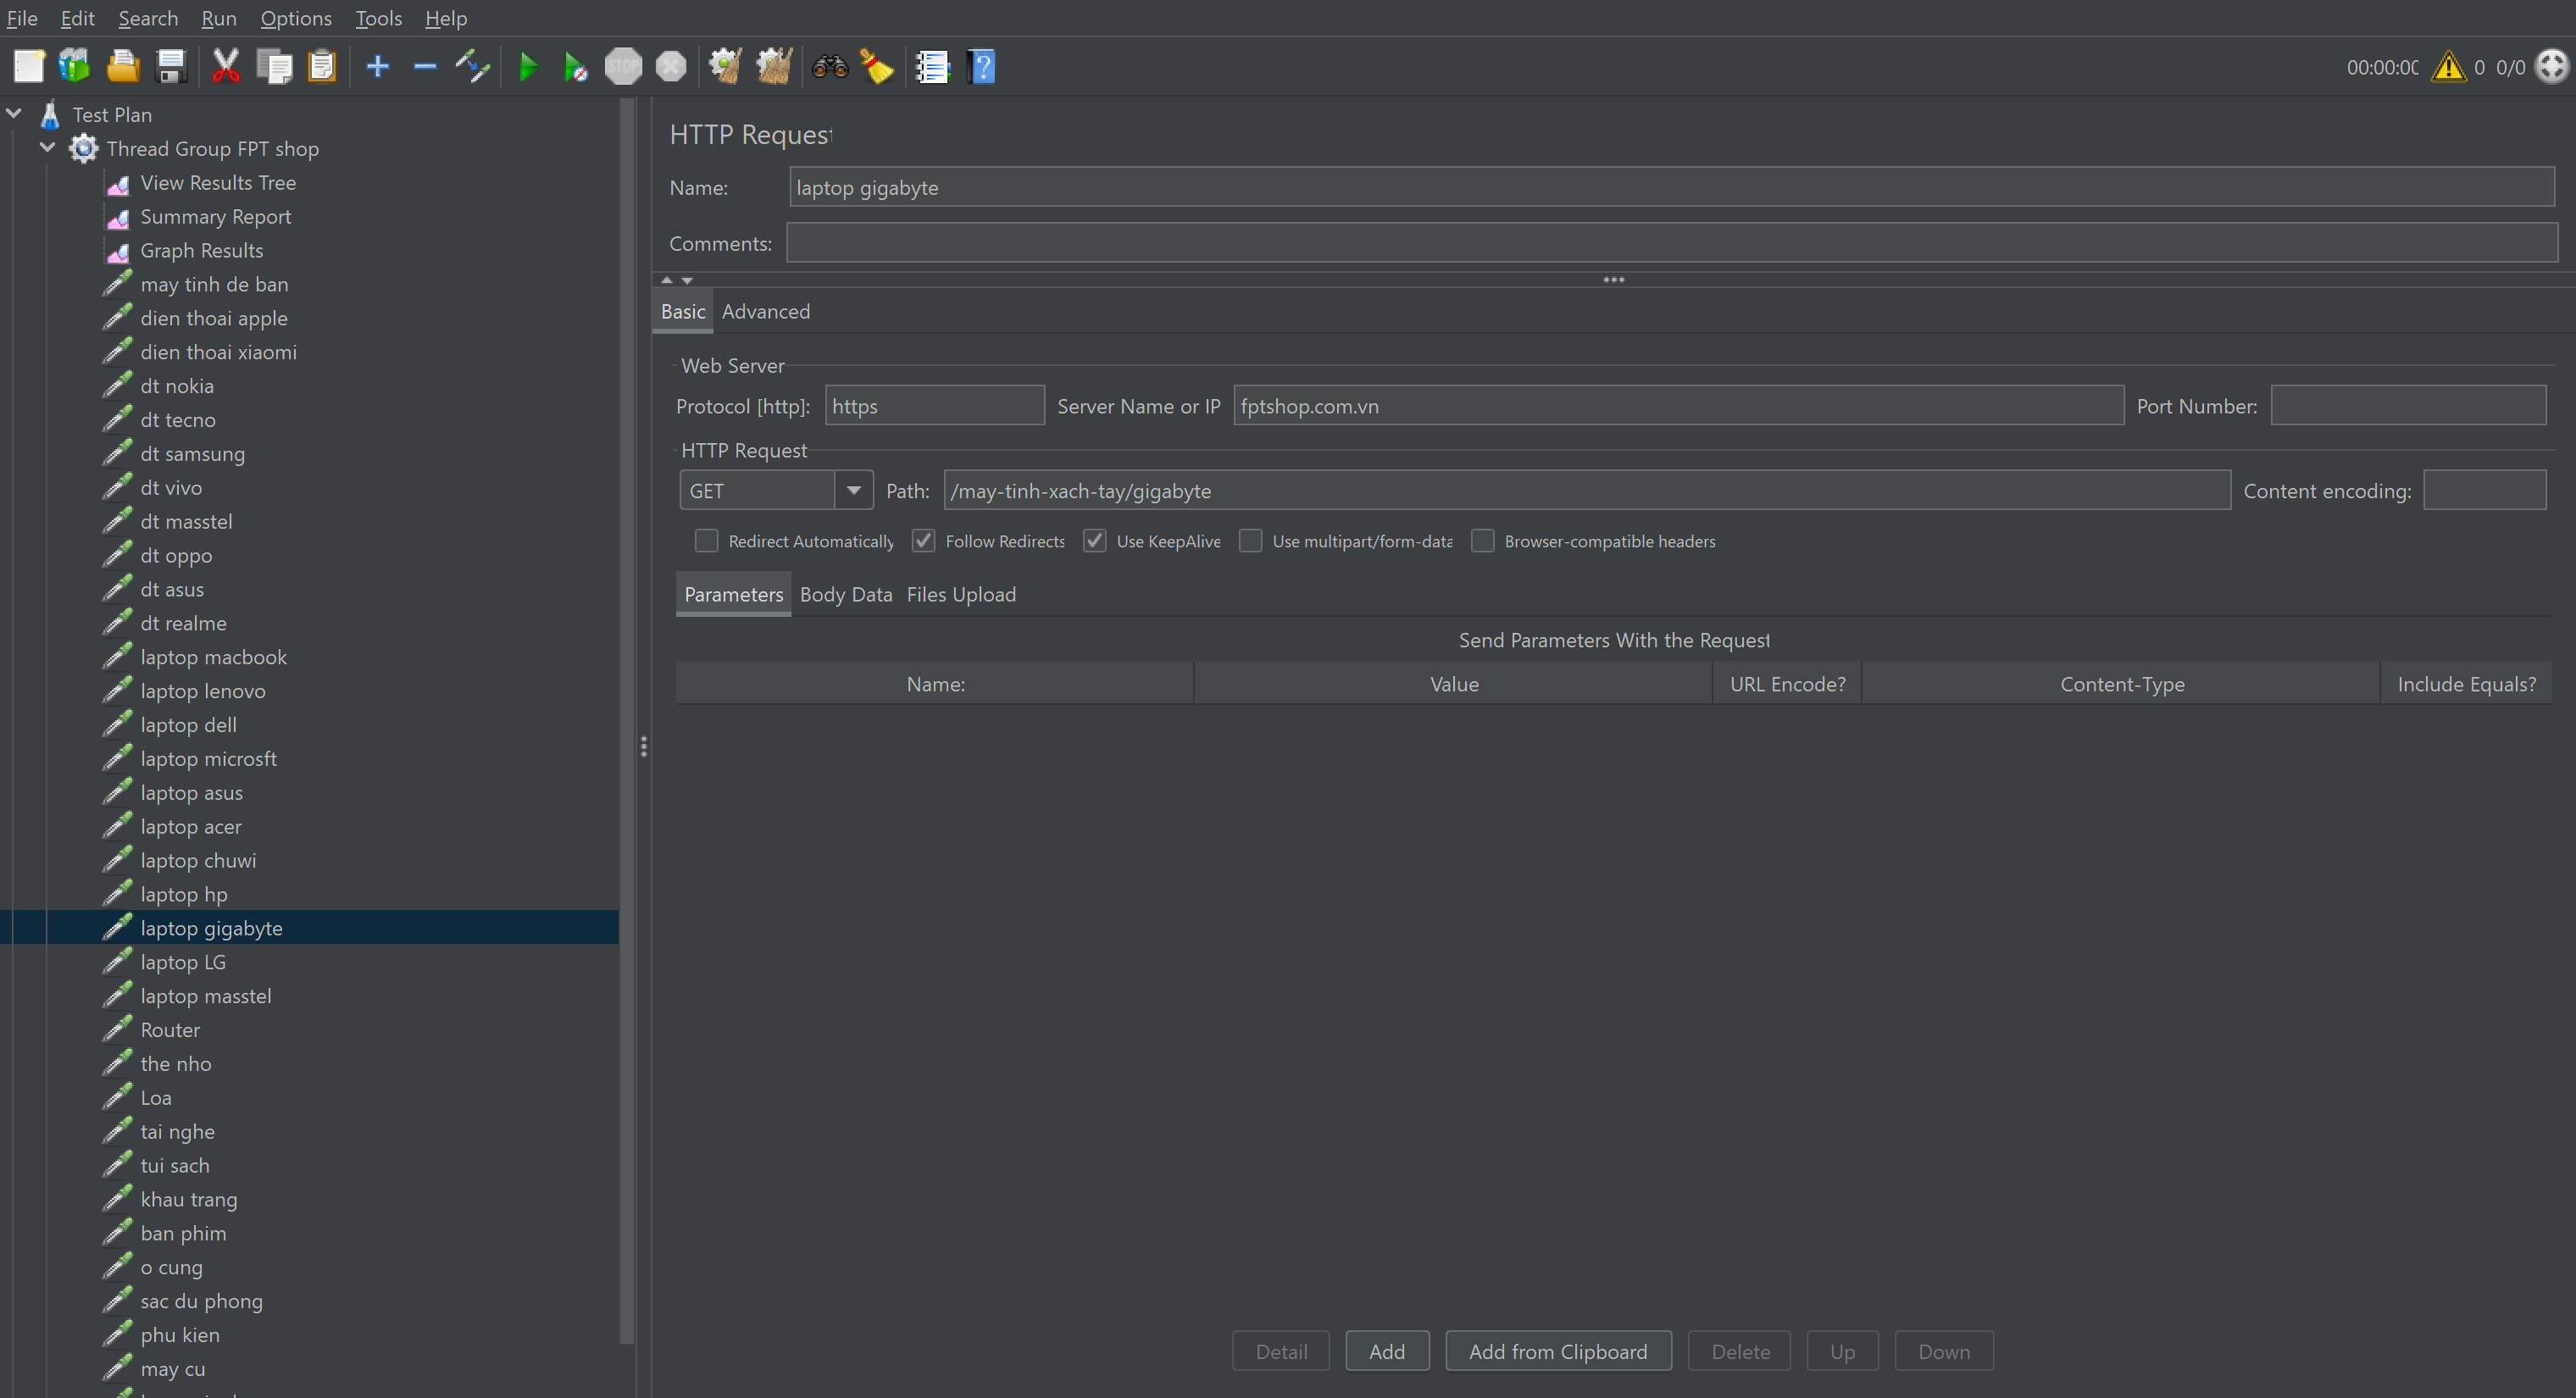 File Edit Search Run Options Tools Help
STOP
00:00:00 0 0/0
Test Plan
Thread Group FPT shop
View Results Tree
Summary Report
Graph Results
may tinh de ban
dien thoai apple
dien thoai xiaomi
dt nokia
dt tecno
dt samsung
dt vivo
dt masstel
dt oppo
dt asus
dt realme
laptop macbook
laptop lenovo
laptop dell
laptop microsft
laptop asus
laptop acer
laptop chuwi
laptop hp
laptop gigabyte
laptop LG
laptop masstel
Router
the nho
Loa
tai nghe
tui sach
khau trang
ban phim
o cung
sac du phong
phu kien
may cu
HTTP Request
Name: laptop gigabyte
Comments:
Basic Advanced
Web Server
Protocol [http]: https Server Name or IP fptshop.com.vn Port Number:
HTTP Request
GET Path: /may-tinh-xach-tay/gigabyte Content encoding:
Redirect Automatically Follow Redirects Use KeepAlive Use multipart/form-data Browser-compatible headers
Parameters Body Data Files Upload
Send Parameters With the Request
Name: Value URL Encode? Content-Type Include Equals?
Detail Add Add from Clipboard Delete Up Down